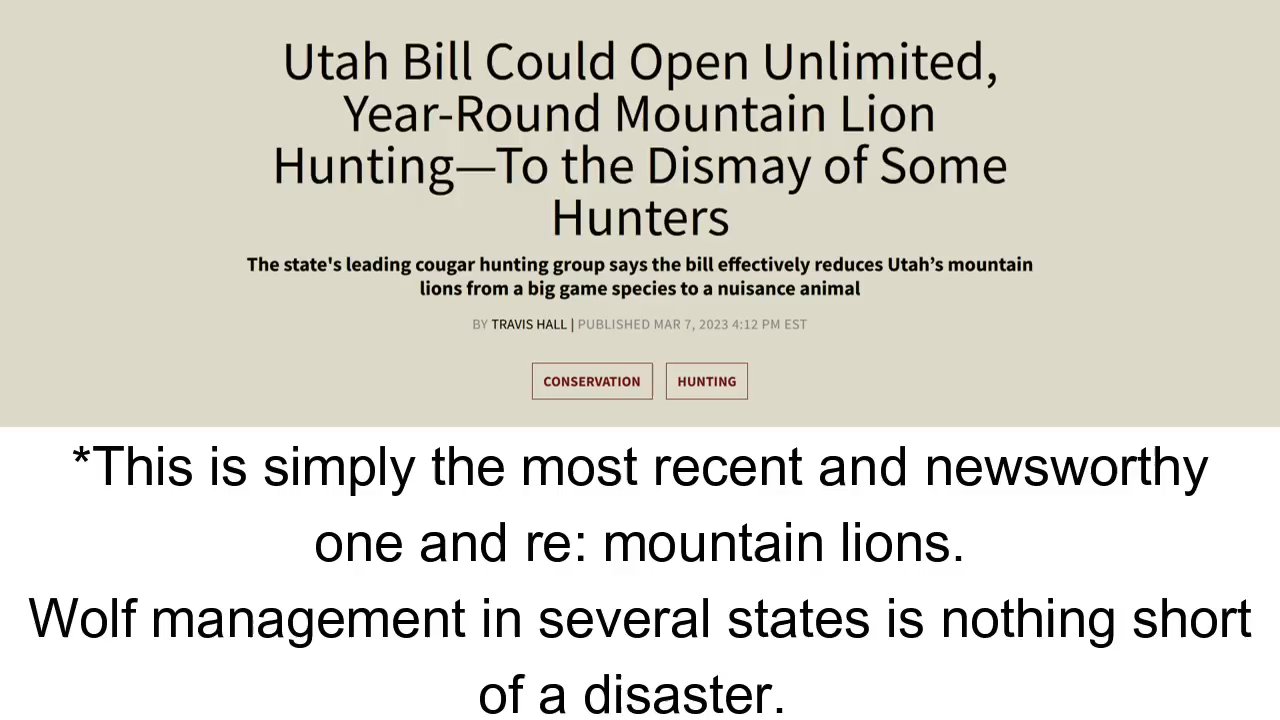 Utah Bill Could Open Unlimited,
Year-Round Mountain Lion
Hunting—To the Dismay of Some
Hunters
The state's leading cougar hunting group says the bill effectively reduces Utah’s mountain
lions from a big game species to a nuisance animal
BY TRAVIS HALL | PUBLISHED MAR 7, 2023 4:12 PM EST
CONSERVATION HUNTING
*This is simply the most recent and newsworthy
one and re: mountain lions.
Wolf management in several states is nothing short
of a disaster.